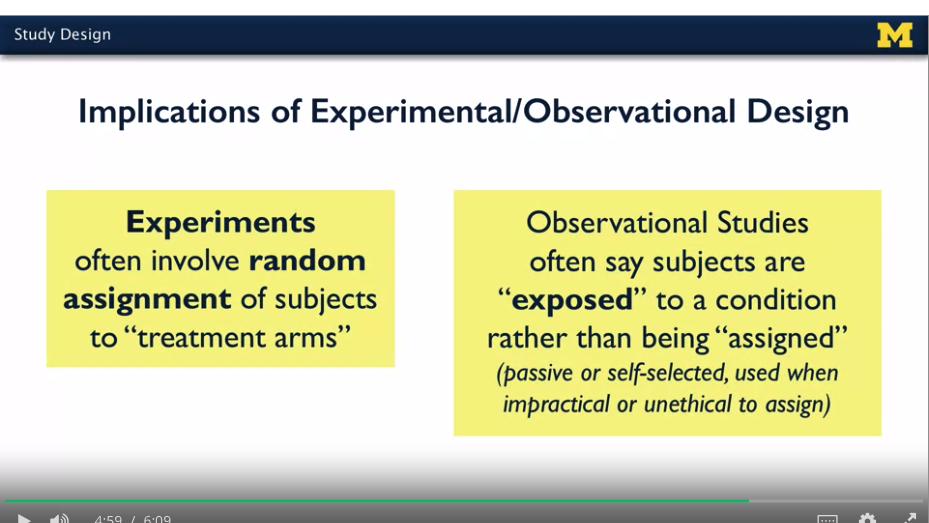 Study Design
M
Implications of Experimental/Observational Design
Experiments
often involve random
assignment of subjects
to “treatment arms”
Observational Studies
often say subjects are
“exposed” to a condition
rather than being “assigned”
(passive or self-selected, used when
impractical or unethical to assign)
4:59 / 6:09